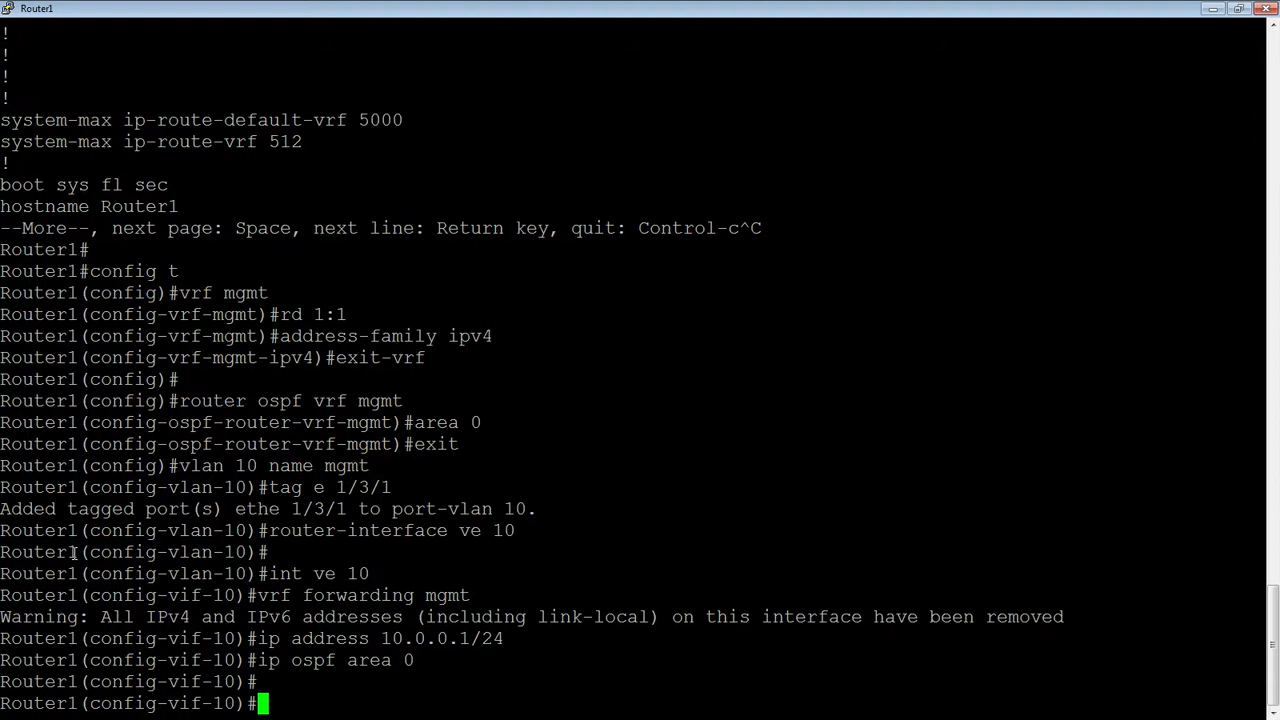 Router1
!
!
!
!
system-max ip-route-default-vrf 5000
system-max ip-route-vrf 512
!
boot sys fl sec
hostname Router1
--More--, next page: Space, next line: Return key, quit: Control-c^C
Router1#
Router1#config t
Router1(config)#vrf mgmt
Router1(config-vrf-mgmt)#rd 1:1
Router1(config-vrf-mgmt)#address-family ipv4
Router1(config-vrf-mgmt-ipv4)#exit-vrf
Router1(config)#
Router1(config)#router ospf vrf mgmt
Router1(config-ospf-router-vrf-mgmt)#area 0
Router1(config-ospf-router-vrf-mgmt)#exit
Router1(config)#vlan 10 name mgmt
Router1(config-vlan-10)#tag e 1/3/1
Added tagged port(s) ethe 1/3/1 to port-vlan 10.
Router1(config-vlan-10)#router-interface ve 10
Router1(config-vlan-10)#
Router1(config-vlan-10)#int ve 10
Router1(config-vif-10)#vrf forwarding mgmt
Warning: All IPv4 and IPv6 addresses (including link-local) on this interface have been removed
Router1(config-vif-10)#ip address 10.0.0.1/24
Router1(config-vif-10)#ip ospf area 0
Router1(config-vif-10)#
Router1(config-vif-10)#